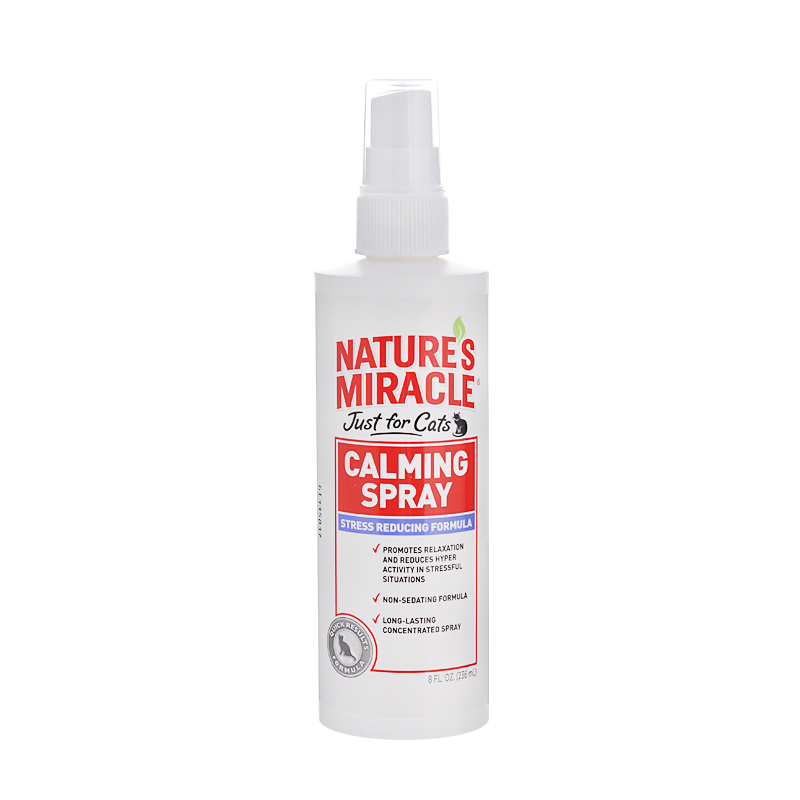 NATURE'S
MIRACLE®
Just for Cats
CALMING
SPRAY
STRESS REDUCING FORMULA
✓ PROMOTES RELAXATION
AND REDUCES HYPER
ACTIVITY IN STRESSFUL
SITUATIONS
✓ NON-SEDATING FORMULA
✓ LONG-LASTING
CONCENTRATED SPRAY
QUICK RESULTS
FORMULA
8 FL. OZ. (236 mL)